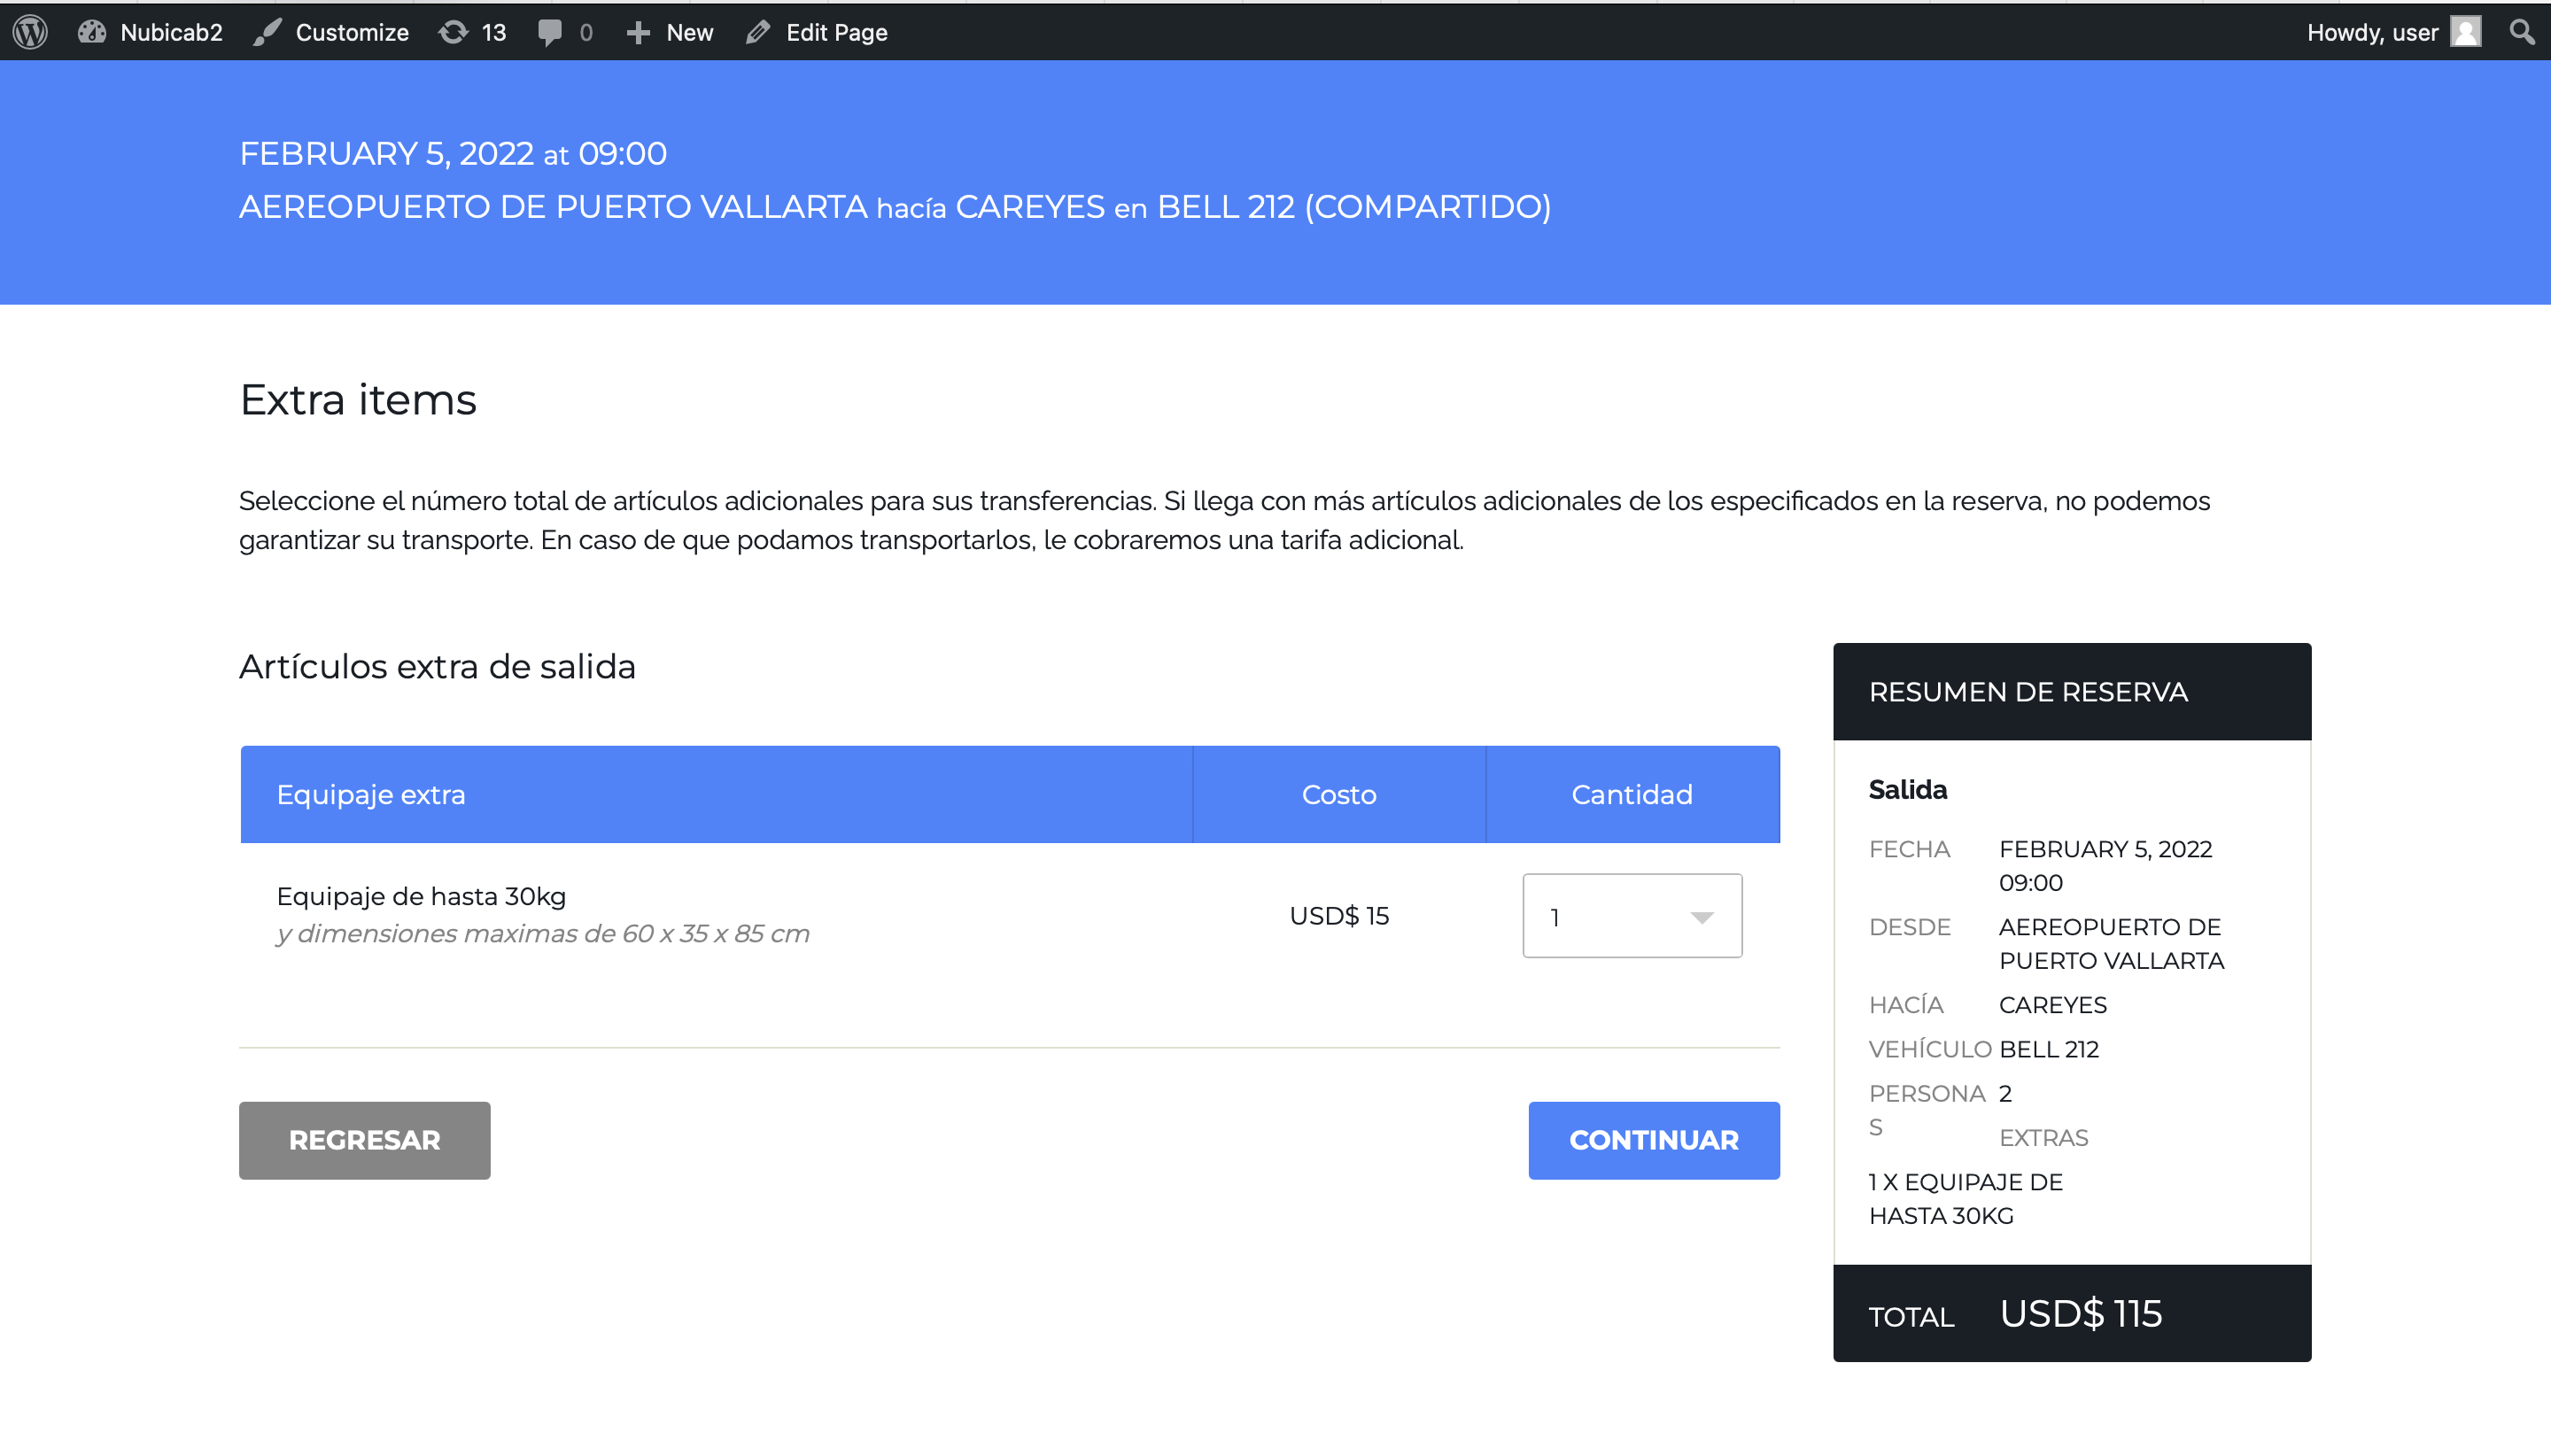 Nubicab2 Customize 13 0 New Edit Page Howdy, user
FEBRUARY 5, 2022 at 09:00
AEREOPUERTO DE PUERTO VALLARTA hacía CAREYES en BELL 212 (COMPARTIDO)
Extra items
Seleccione el número total de artículos adicionales para sus transferencias. Si llega con más artículos adicionales de los especificados en la reserva, no podemos
garantizar su transporte. En caso de que podamos transportarlos, le cobraremos una tarifa adicional.
Artículos extra de salida
Equipaje extra Costo Cantidad
Equipaje de hasta 30kg
y dimensiones maximas de 60 x 35 x 85 cm
USD$ 15
1
REGRESAR
CONTINUAR
RESUMEN DE RESERVA
Salida
FECHA FEBRUARY 5, 2022
09:00
DESDE AEREOPUERTO DE
PUERTO VALLARTA
HACÍA CAREYES
VEHÍCULO BELL 212
PERSONA 2
S
EXTRAS
1 X EQUIPAJE DE
HASTA 30KG
TOTAL USD$ 115